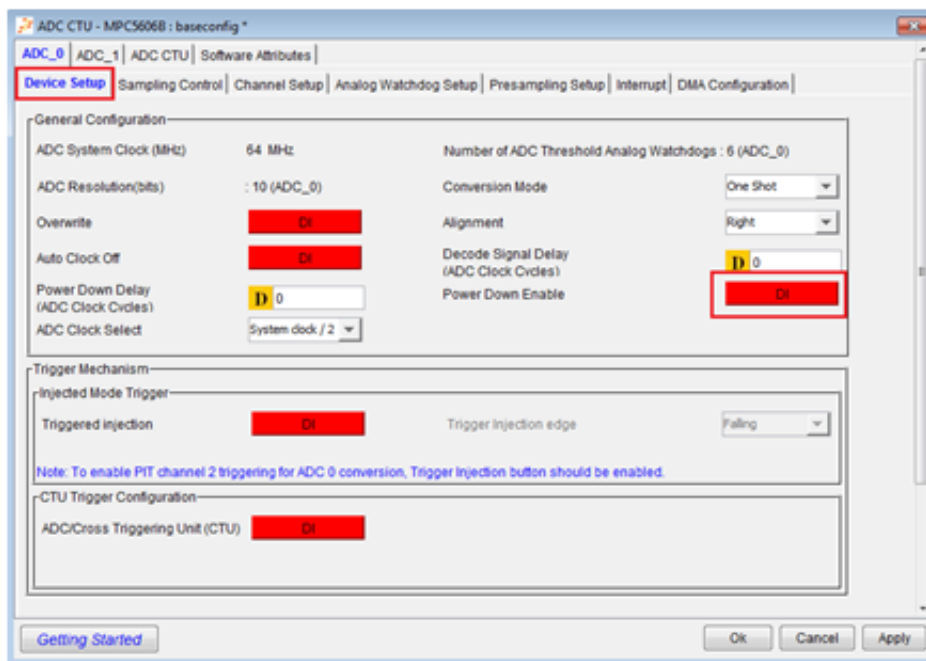 ADC CTU - MPC5606B : baseconfig *
ADC_0 ADC_1 ADC CTU Software Attributes
Device Setup Sampling Control Channel Setup Analog Watchdog Setup Presampling Setup Interrupt DMA Configuration
General Configuration
ADC System Clock (MHz) 64 MHz Number of ADC Threshold Analog Watchdogs : 6 (ADC_0)
ADC Resolution(bits) : 10 (ADC_0) Conversion Mode One Shot
Overwrite DI Alignment Right
Auto Clock Off DI Decode Signal Delay
(ADC Clock Cycles) D 0
Power Down Delay
(ADC Clock Cycles) D 0 Power Down Enable DI
ADC Clock Select System clock / 2
Trigger Mechanism
Injected Mode Trigger
Triggered injection DI Trigger Injection edge Falling
Note: To enable PIT channel 2 triggering for ADC 0 conversion, Trigger Injection button should be enabled.
CTU Trigger Configuration
ADC/Cross Triggering Unit (CTU) DI
Getting Started Ok Cancel Apply